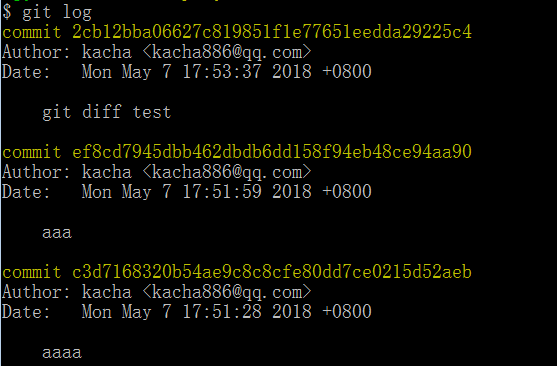 $ git log
commit 2cb12bba06627c819851f1e77651eedda29225c4
Author: kacha <kacha886@qq.com>
Date:   Mon May 7 17:53:37 2018 +0800
git diff test
commit ef8cd7945dbb462dbdb6dd158f94eb48ce94aa90
Author: kacha <kacha886@qq.com>
Date:   Mon May 7 17:51:59 2018 +0800
aaa
commit c3d7168320b54ae9c8c8cfe80dd7ce0215d52aeb
Author: kacha <kacha886@qq.com>
Date:   Mon May 7 17:51:28 2018 +0800
aaaa